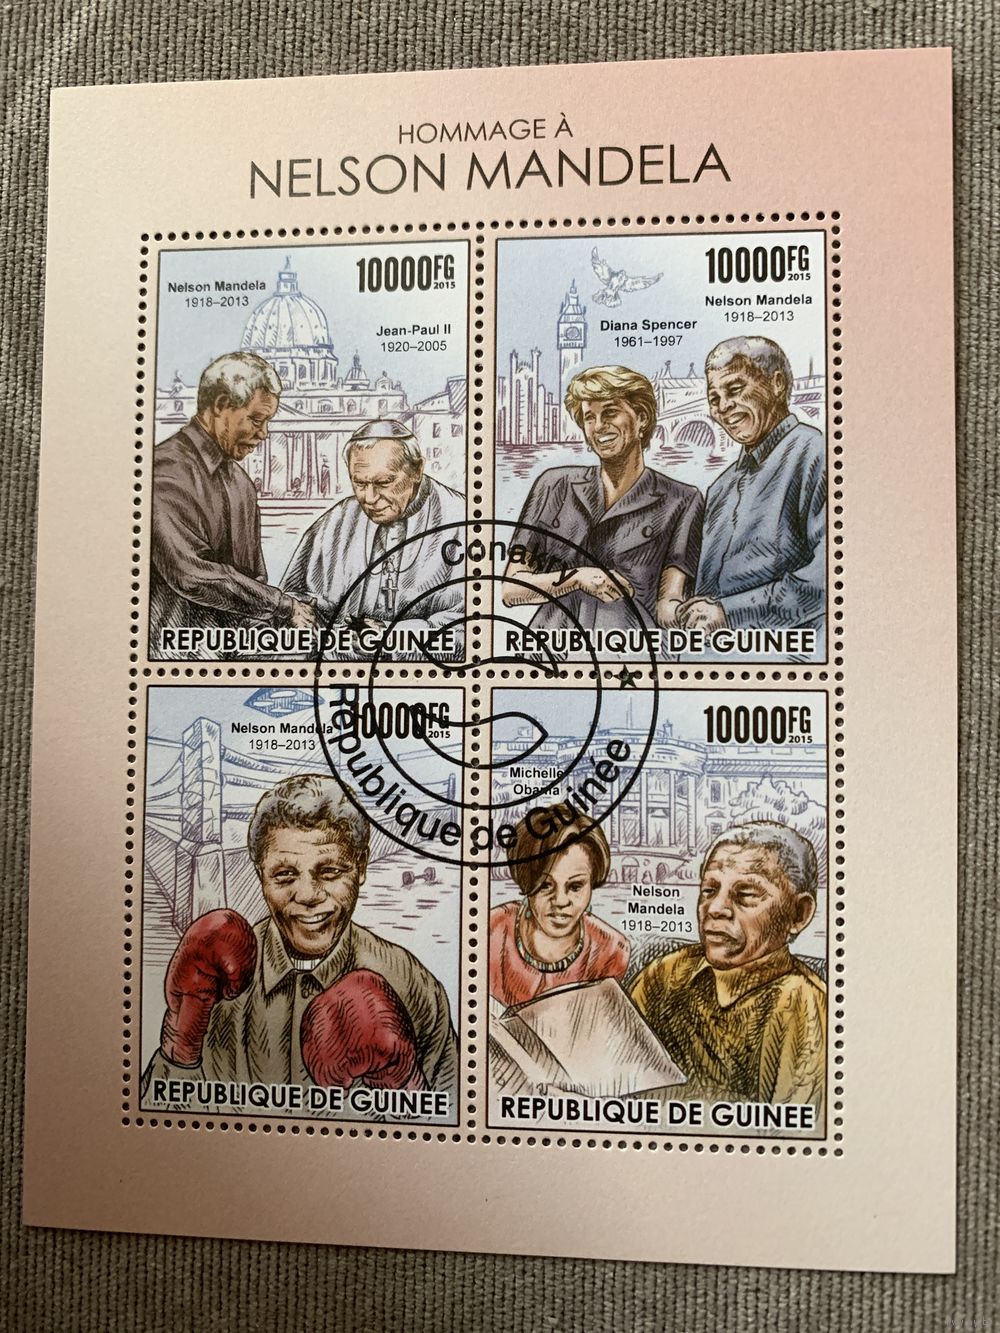 HOMMAGE À
NELSON MANDELA
Nelson Mandela
1918–2013
10000FG
2015
Jean-Paul II
1920–2005
REPUBLIQUE DE GUINEE
10000FG
2015
Nelson Mandela
1918–2013
Diana Spencer
1961–1997
REPUBLIQUE DE GUINEE
Conakry
République de Guinée
Nelson Mandela
1918–2013
10000FG
2015
REPUBLIQUE DE GUINEE
10000FG
2015
Michelle
Obama
Nelson
Mandela
1918–2013
REPUBLIQUE DE GUINEE